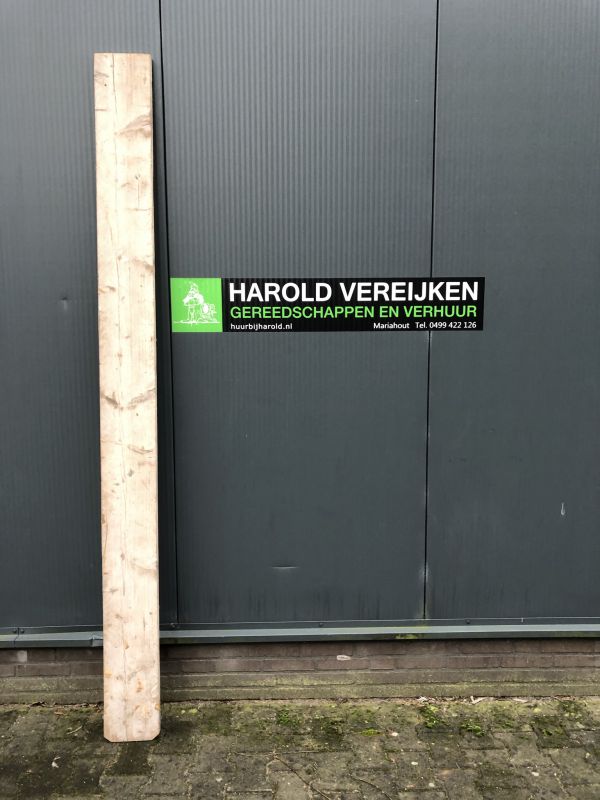 HAROLD VEREIJKEN
GEREEDSCHAPPEN EN VERHUUR
huurbijharold.nl Mariahout Tel. 0499 422 126